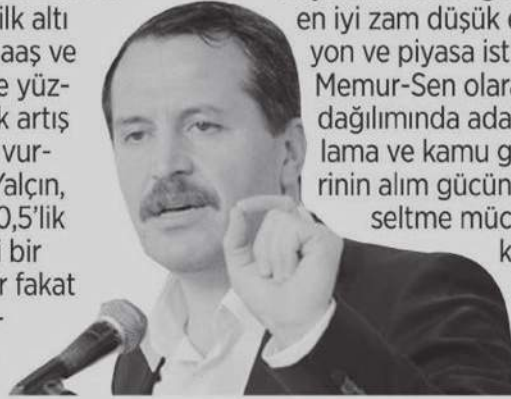 ilk altı
aaş ve
e yüz-
k artış
vur-
Yalçın,
0,5'lik
i bir
r fakat
-
en iyi zam düşük e
yon ve piyasa ist
Memur-Sen olara
dağılımında ada
lama ve kamu g
rinin alım gücün
seltme müc
k